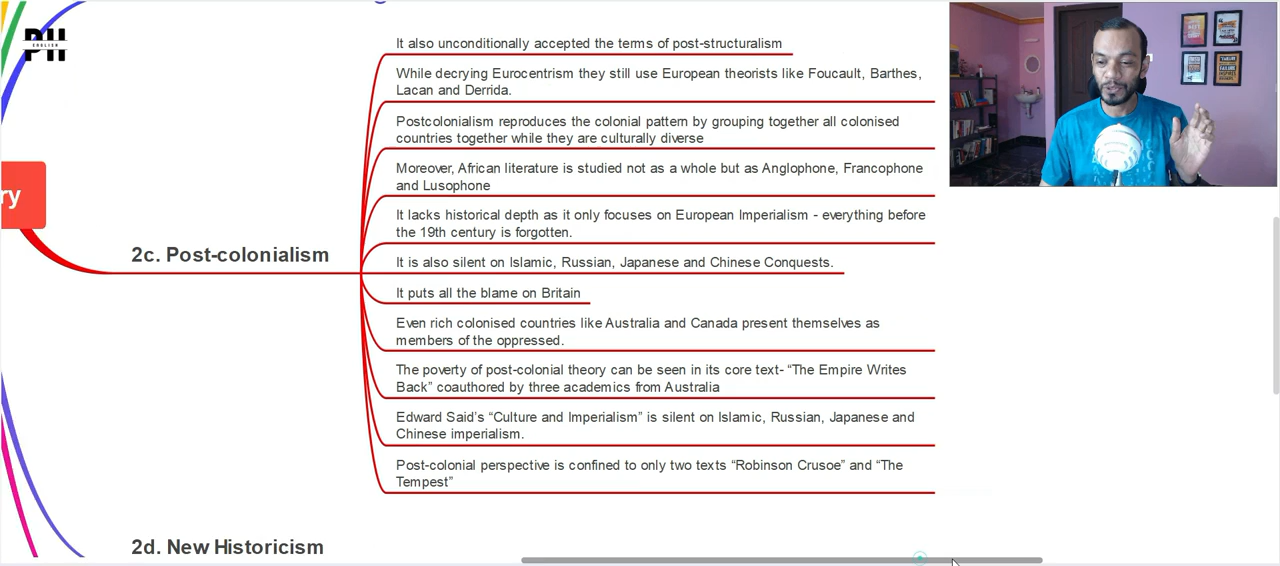 PH
ENGLISH
It also unconditionally accepted the terms of post-structuralism
While decrying Eurocentrism they still use European theorists like Foucault, Barthes,
Lacan and Derrida.
Postcolonialism reproduces the colonial pattern by grouping together all colonised
countries together while they are culturally diverse
Moreover, African literature is studied not as a whole but as Anglophone, Francophone
and Lusophone
ry
It lacks historical depth as it only focuses on European Imperialism - everything before
the 19th century is forgotten.
2c. Post-colonialism
It is also silent on Islamic, Russian, Japanese and Chinese Conquests.
It puts all the blame on Britain
Even rich colonised countries like Australia and Canada present themselves as
members of the oppressed.
The poverty of post-colonial theory can be seen in its core text- “The Empire Writes
Back” coauthored by three academics from Australia
Edward Said’s “Culture and Imperialism” is silent on Islamic, Russian, Japanese and
Chinese imperialism.
Post-colonial perspective is confined to only two texts “Robinson Crusoe” and “The
Tempest”
2d. New Historicism